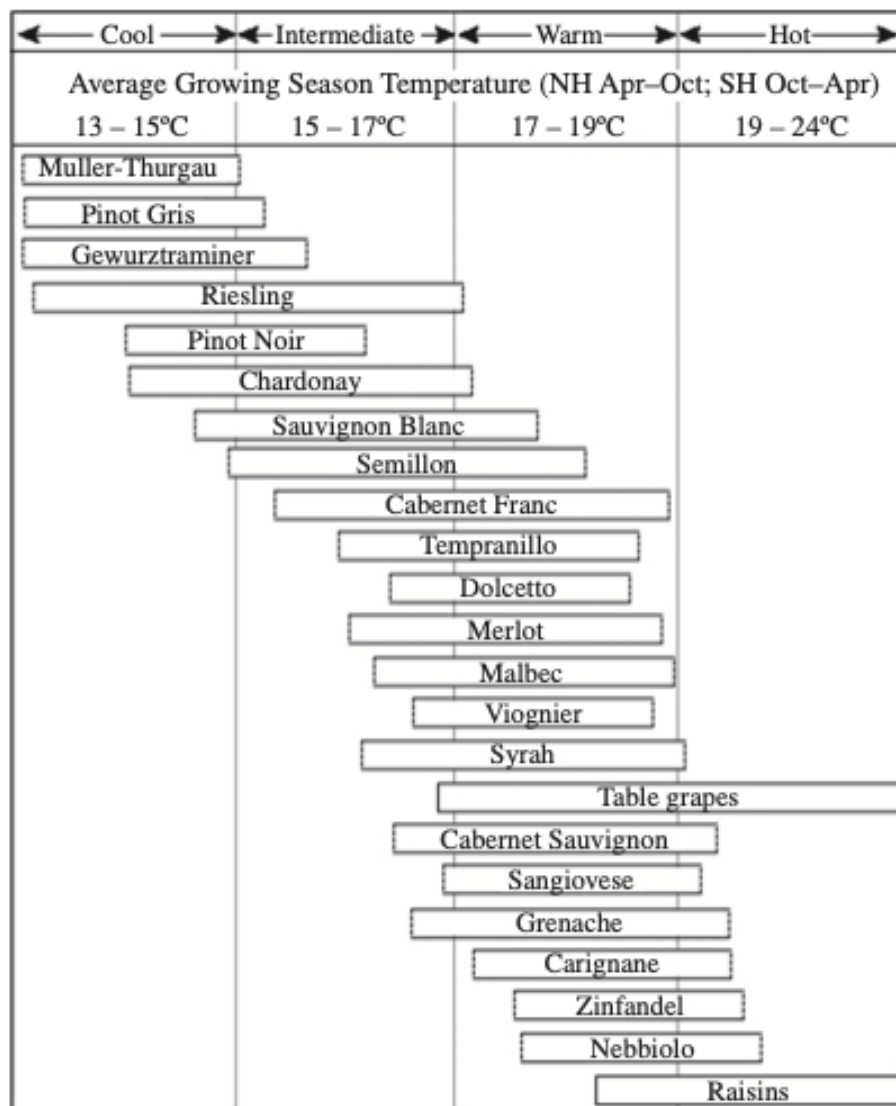 Cool Intermediate Warm Hot
Average Growing Season Temperature (NH Apr–Oct; SH Oct–Apr)
13 – 15ºC 15 – 17ºC 17 – 19ºC 19 – 24ºC
Muller-Thurgau
Pinot Gris
Gewurztraminer
Riesling
Pinot Noir
Chardonay
Sauvignon Blanc
Semillon
Cabernet Franc
Tempranillo
Dolcetto
Merlot
Malbec
Viognier
Syrah
Table grapes
Cabernet Sauvignon
Sangiovese
Grenache
Carignane
Zinfandel
Nebbiolo
Raisins